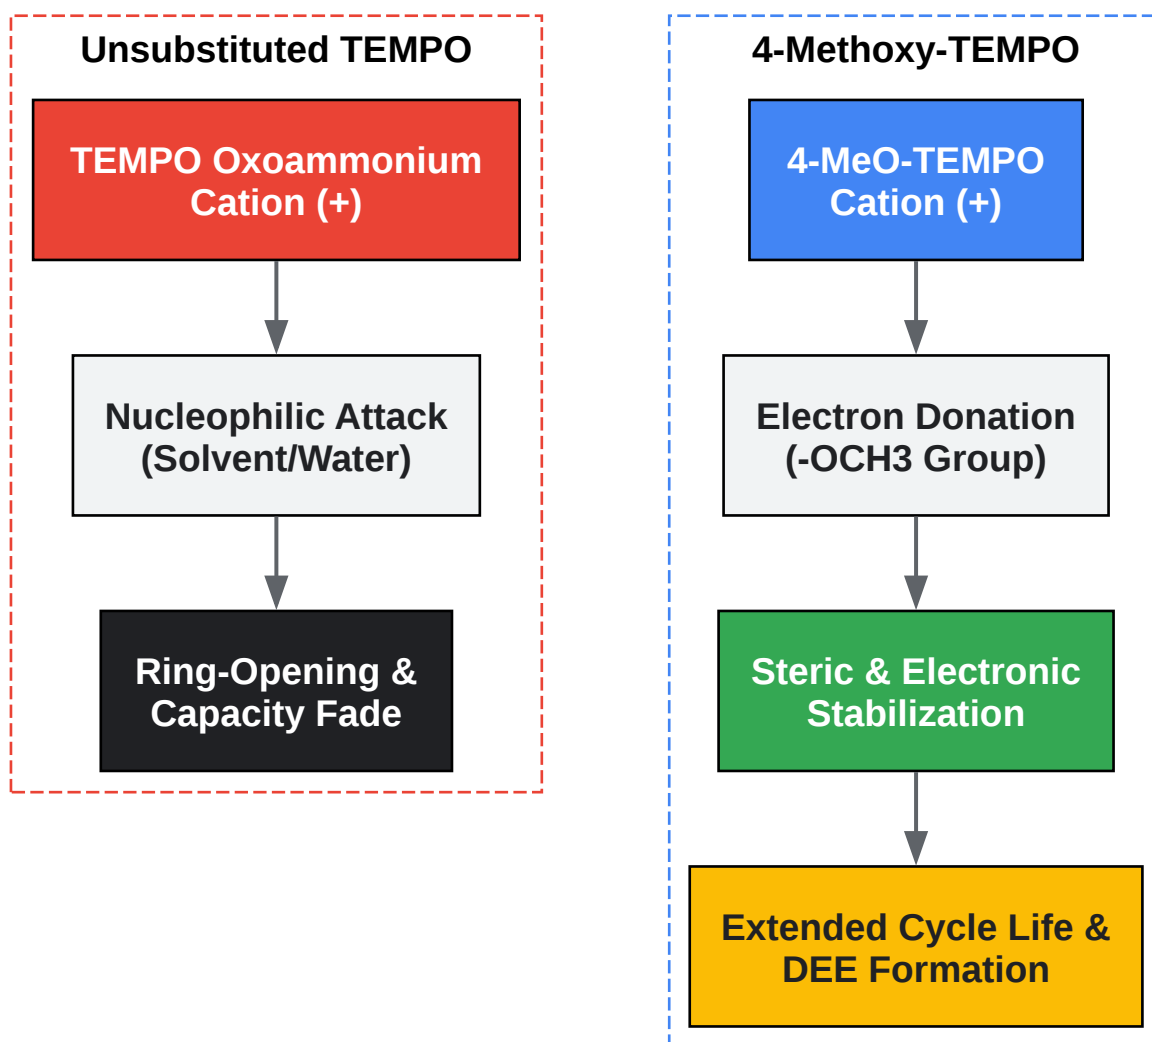 Unsubstituted TEMPO
TEMPO Oxoammonium
Cation (+)
Nucleophilic Attack
(Solvent/Water)
Ring-Opening &
Capacity Fade
4-Methoxy-TEMPO
4-MeO-TEMPO
Cation (+)
Electron Donation
(-OCH3 Group)
Steric & Electronic
Stabilization
Extended Cycle Life &
DEE Formation